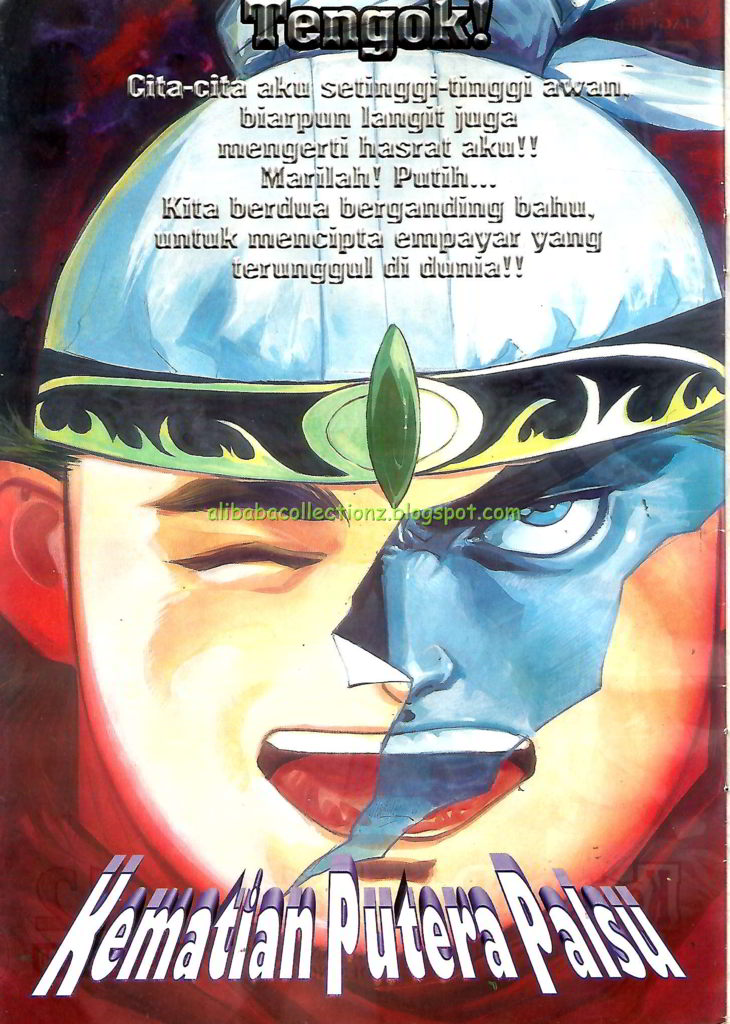 Tengok!
Cita-cita aku setinggi-tinggi awan,
biarpun langit juga
mengerti hasrat aku!!
Marilah! Putih...
Kita berdua berganding bahu,
untuk mencipta empayar yang
terunggul di dunia!!
alibabacollectionz.blogspot.com
Kematian Putera Palsu